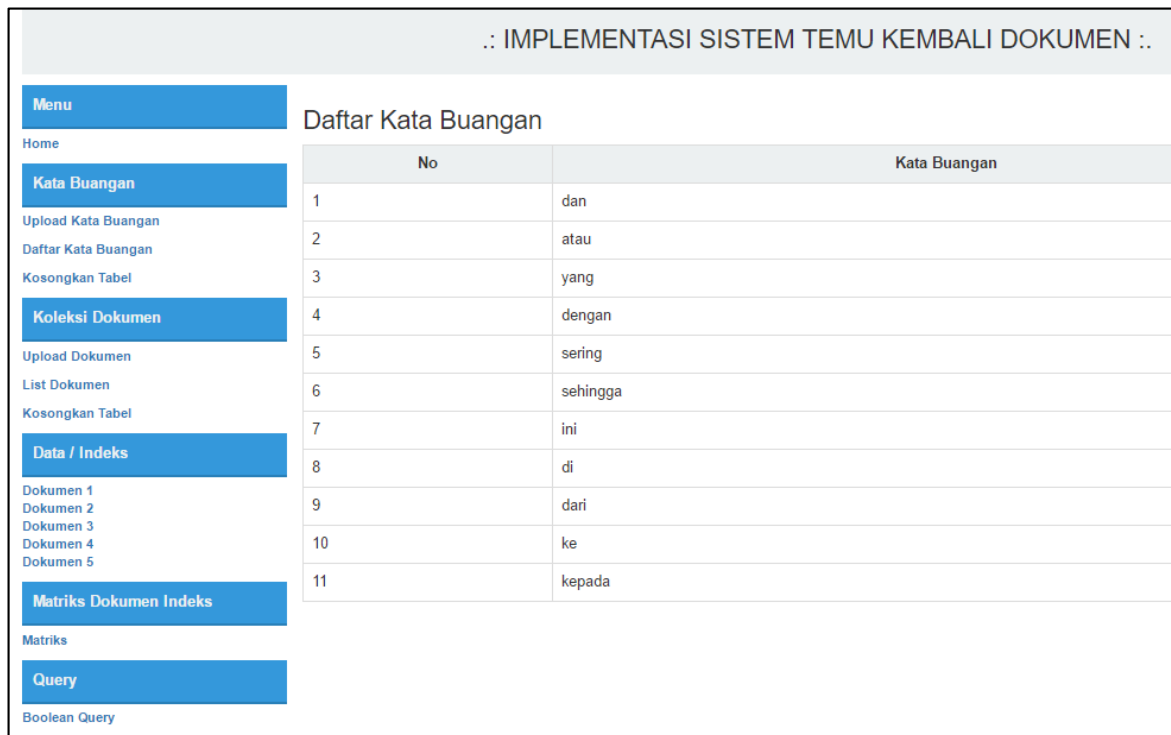 .: IMPLEMENTASI SISTEM TEMU KEMBALI DOKUMEN :.
Menu
Home
Kata Buangan
Upload Kata Buangan
Daftar Kata Buangan
Kosongkan Tabel
Koleksi Dokumen
Upload Dokumen
List Dokumen
Kosongkan Tabel
Data / Indeks
Dokumen 1
Dokumen 2
Dokumen 3
Dokumen 4
Dokumen 5
Matriks Dokumen Indeks
Matriks
Query
Boolean Query
Daftar Kata Buangan
No Kata Buangan
1 dan
2 atau
3 yang
4 dengan
5 sering
6 sehingga
7 ini
8 di
9 dari
10 ke
11 kepada